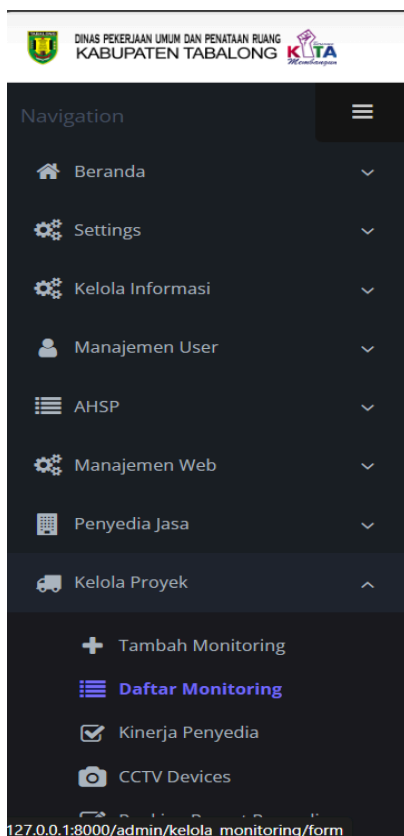 DINAS PEKERJAAN UMUM DAN PENATAAN RUANG
KABUPATEN TABALONG
KITA
Membangun
Navigation
Beranda
Settings
Kelola Informasi
Manajemen User
AHSP
Manajemen Web
Penyedia Jasa
Kelola Proyek
Tambah Monitoring
Daftar Monitoring
Kinerja Penyedia
CCTV Devices
127.0.0.1:8000/admin/kelola_monitoring/form